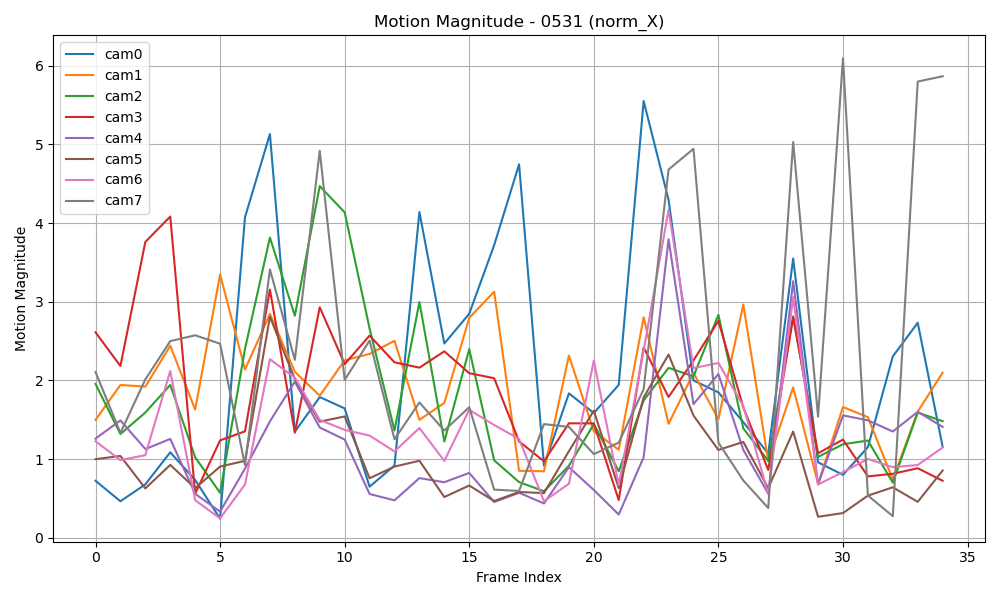 Motion Magnitude - 0531 (norm_X)
cam0
cam1
cam2
cam3
cam4
cam5
cam6
cam7
Motion Magnitude
6
5
4
3
2
1
0
0 5 10 15 20 25 30 35
Frame Index